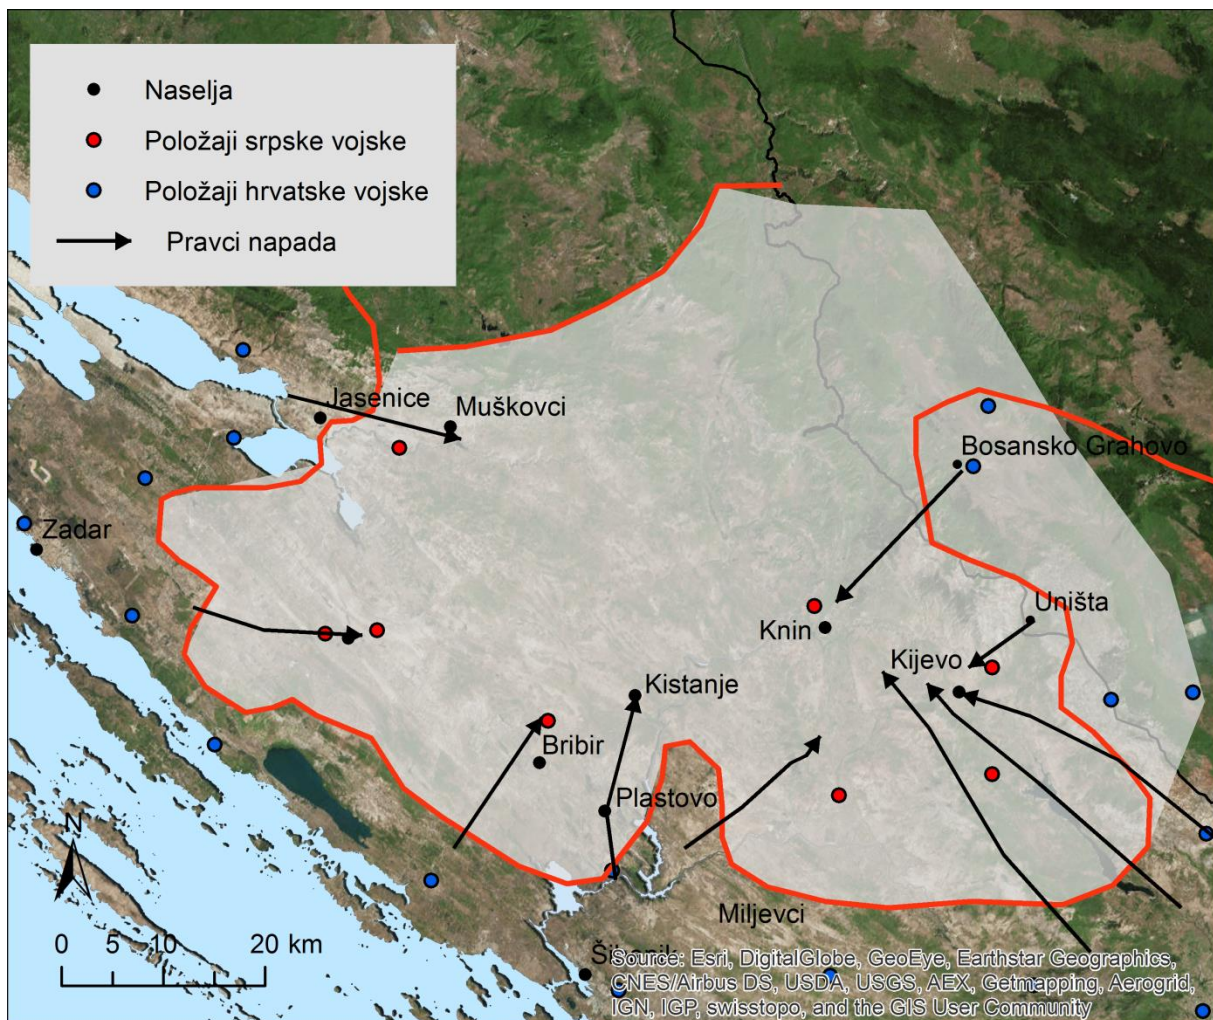 Naselja
Položaji srpske vojske
Položaji hrvatske vojske
Pravci napada
Jasenice
Muškovci
Bosansko Grahovo
Zadar
Uništa
Knin
Kijevo
Kistanje
Bribir
Plastovo
N
Miljevci
0 5 10 20 km
Šibenik
Source: Esri, DigitalGlobe, GeoEye, Earthstar Geographics,
CNES/Airbus DS, USDA, USGS, AEX, Getmapping, Aerogrid,
IGN, IGP, swisstopo, and the GIS User Community